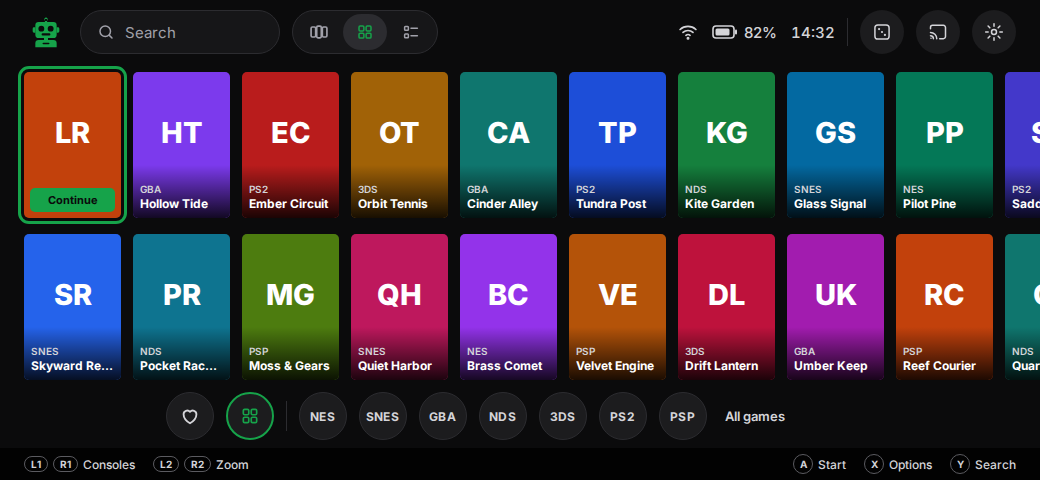 Search
82% 14:32
LR
Continue
HT
GBA
Hollow Tide
EC
PS2
Ember Circuit
OT
3DS
Orbit Tennis
CA
GBA
Cinder Alley
TP
PS2
Tundra Post
KG
NDS
Kite Garden
GS
SNES
Glass Signal
PP
NES
Pilot Pine
PS2
SR
SNES
Skyward Re...
PR
NDS
Pocket Rac...
MG
PSP
Moss & Gears
QH
SNES
Quiet Harbor
BC
NES
Brass Comet
VE
PSP
Velvet Engine
DL
3DS
Drift Lantern
UK
GBA
Umber Keep
RC
PSP
Reef Courier
NDS
NES SNES GBA NDS 3DS PS2 PSP All games
L1 R1 Consoles L2 R2 Zoom A Start X Options Y Search